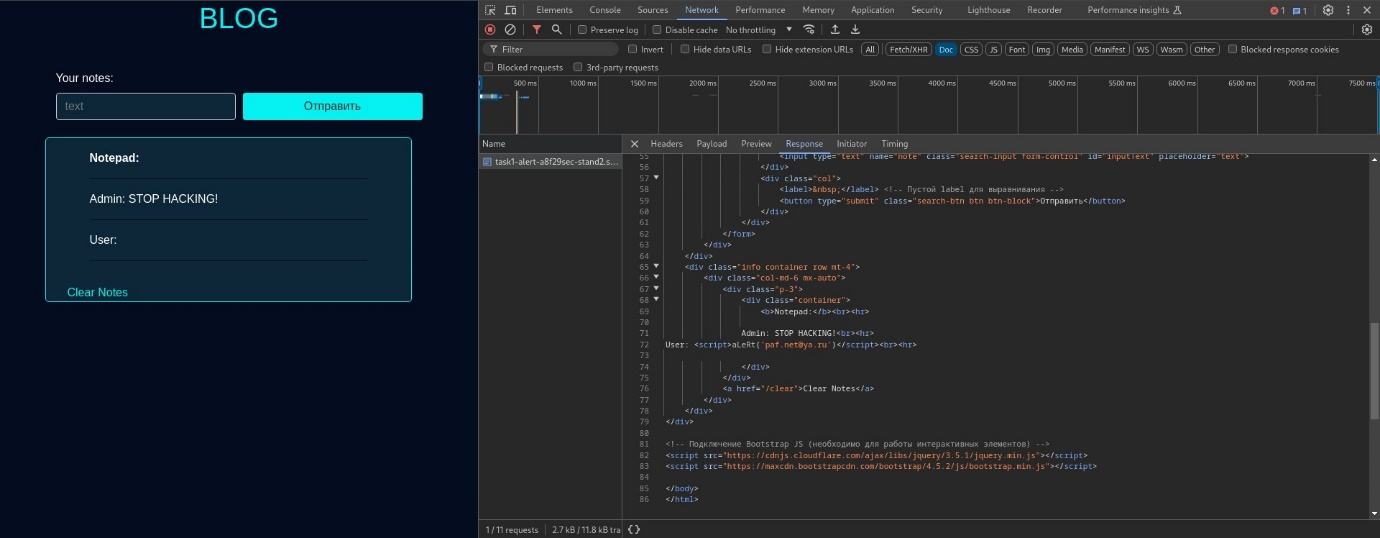 BLOG
Your notes:
text
Отправить
Notepad:
Admin: STOP HACKING!
User:
Clear Notes
Elements Console Sources Network Performance Memory Application Security Lighthouse Recorder Performance insights 1 1
Preserve log Disable cache No throttling
Filter Invert Hide data URLs Hide extension URLs All Fetch/XHR Doc CSS JS Font Img Media Manifest WS Wasm Other Blocked response cookies
Blocked requests 3rd-party requests
500 ms 1000 ms 1500 ms 2000 ms 2500 ms 3000 ms 3500 ms 4000 ms 4500 ms 5000 ms 5500 ms 6000 ms 6500 ms 7000 ms 7500 ms
Name Headers Payload Preview Response Initiator Timing
task1-alert-a8f29sec-stand2.s...
55 <input type="text" name="note" class="search-input form-control" id="inputText" placeholder="text">
56 </div>
57 <div class="col">
58 <label>&nbsp;</label> <!-- Пустой label для выравнивания -->
59 <button type="submit" class="search-btn btn btn-block">Отправить</button>
60 </div>
61 </div>
62 </form>
63 </div>
64 </div>
65 <div class="info container row mt-4">
66 <div class="col-md-6 mx-auto">
67 <div class="p-3">
68 <div class="container">
69 <b>Notepad:</b><br><hr>
70
71 Admin: STOP HACKING!<br><hr>
72 User: <script>aLeRt('paf.net@ya.ru')</script><br><hr>
73
74 </div>
75 </div>
76 <a href="/clear">Clear Notes</a>
77 </div>
78 </div>
79 </div>
80
81 <!-- Подключение Bootstrap JS (необходимо для работы интерактивных элементов) -->
82 <script src="https://cdnjs.cloudflare.com/ajax/libs/jquery/3.5.1/jquery.min.js"></script>
83 <script src="https://maxcdn.bootstrapcdn.com/bootstrap/4.5.2/js/bootstrap.min.js"></script>
84
85 </body>
86 </html>
1 / 11 requests 2.7 kB / 11.8 kB tra {}